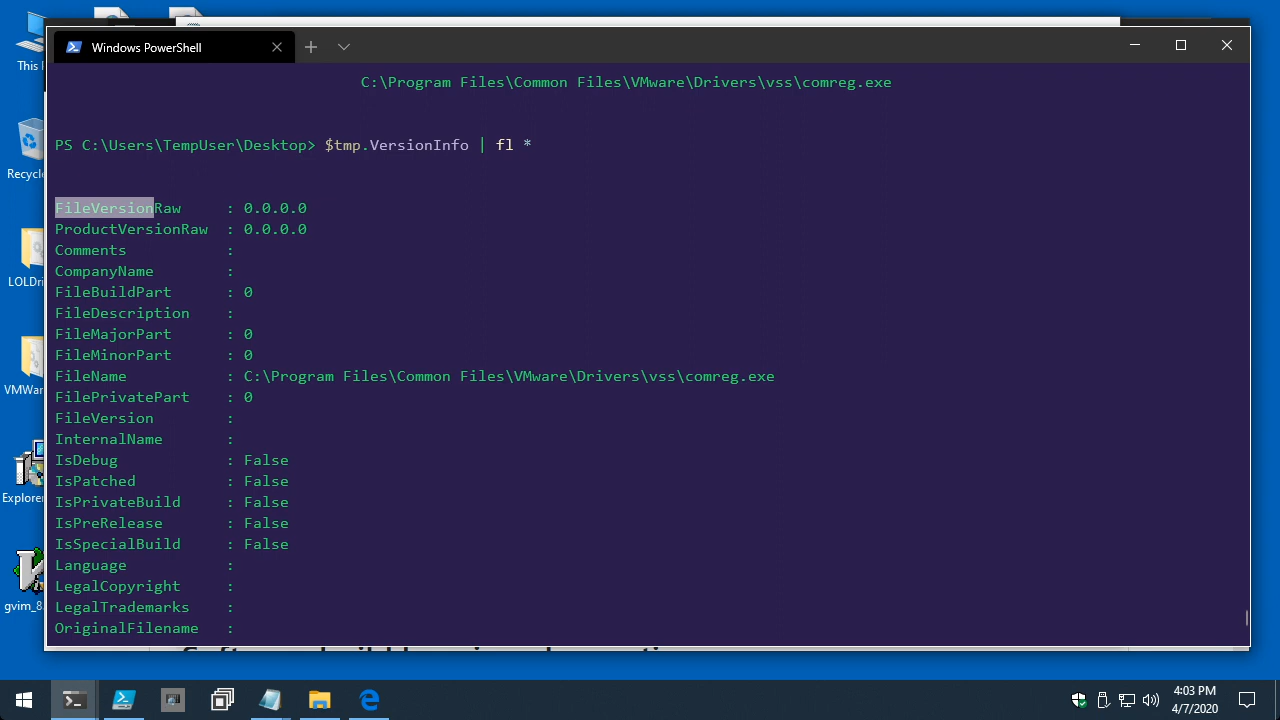 Windows PowerShell
This
C:\Program Files\Common Files\VMware\Drivers\vss\comreg.exe
PS C:\Users\TempUser\Desktop> $tmp.VersionInfo | fl *
Recycl
FileVersionRaw : 0.0.0.0
ProductVersionRaw : 0.0.0.0
Comments :
CompanyName :
LOLDri
FileBuildPart : 0
FileDescription :
FileMajorPart : 0
FileMinorPart : 0
FileName : C:\Program Files\Common Files\VMware\Drivers\vss\comreg.exe
VMWar
FilePrivatePart : 0
FileVersion :
InternalName :
IsDebug : False
IsPatched : False
Explorer
IsPrivateBuild : False
IsPreRelease : False
IsSpecialBuild : False
Language :
LegalCopyright :
gvim_8
LegalTrademarks :
OriginalFilename :
4:03 PM
4/7/2020